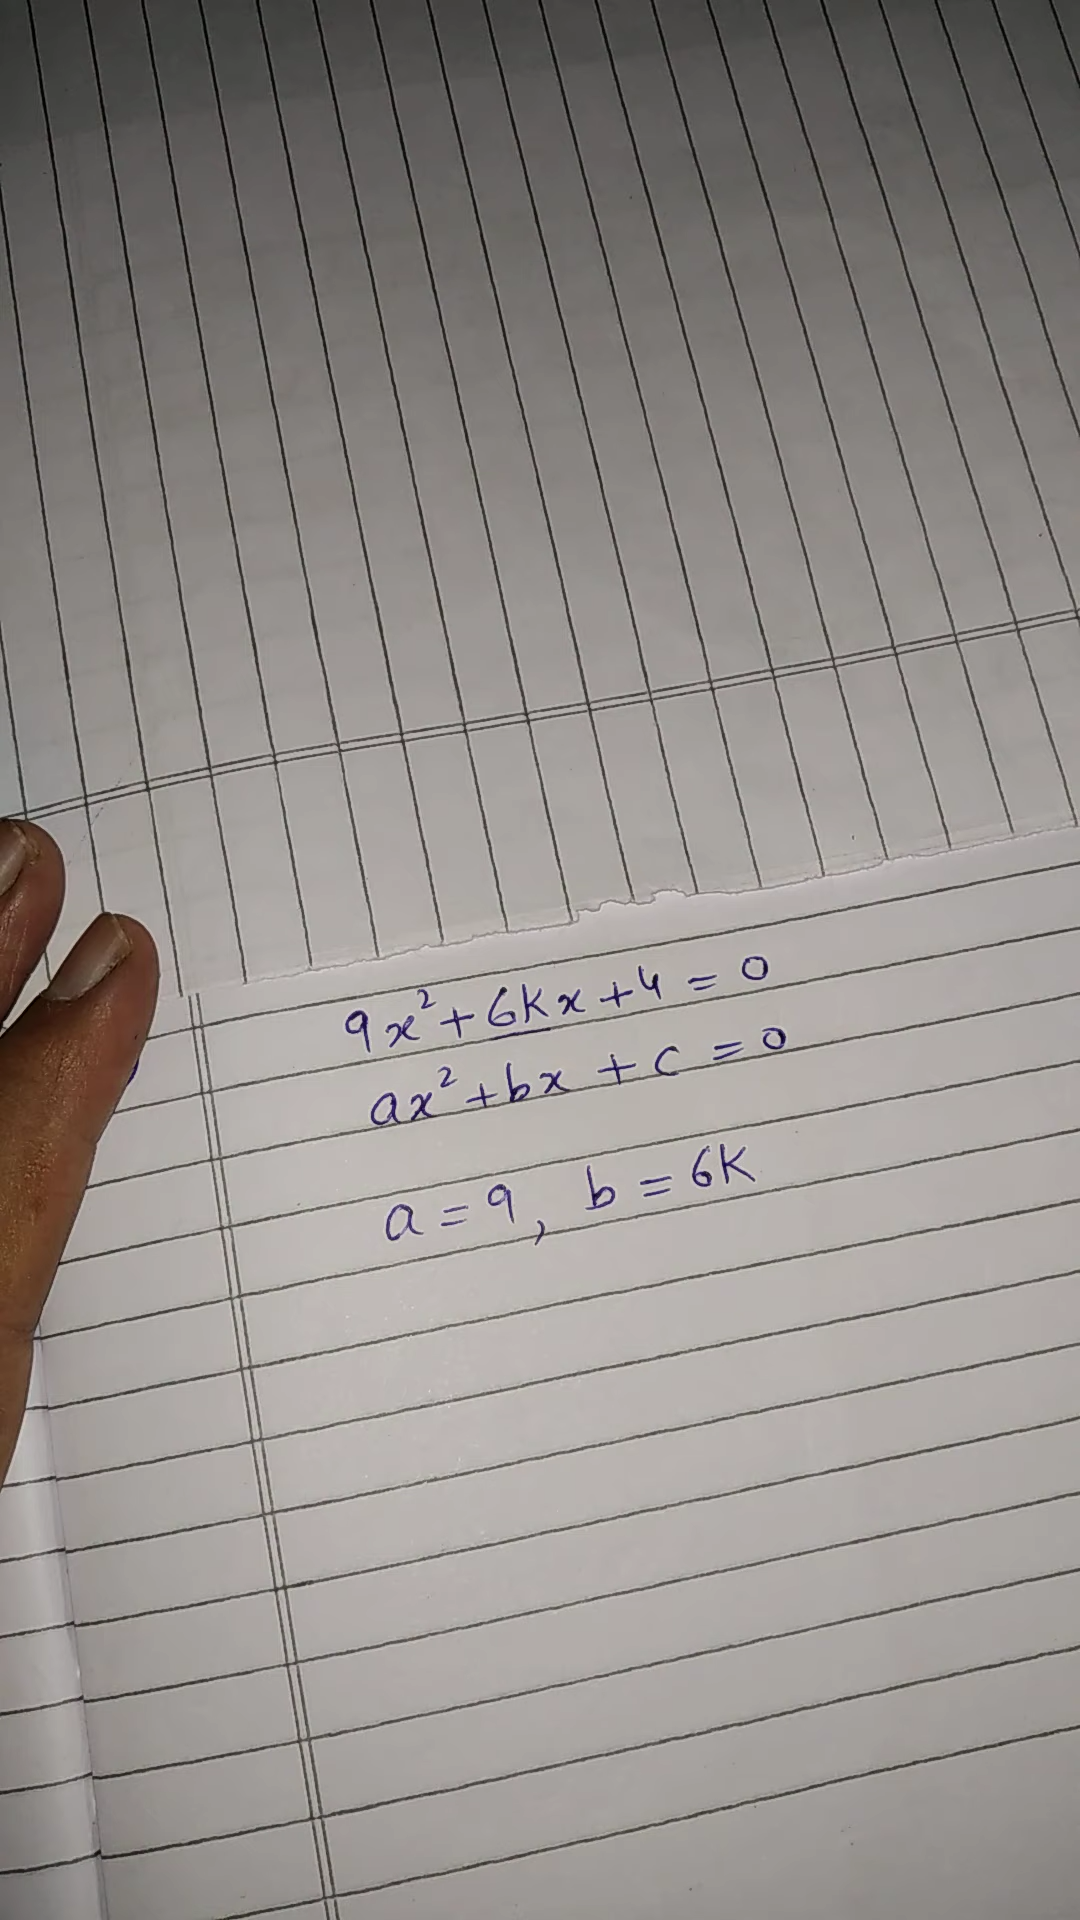 9x² + 6kx + 4 = 0
ax² + bx + c = 0
a = 9, b = 6k